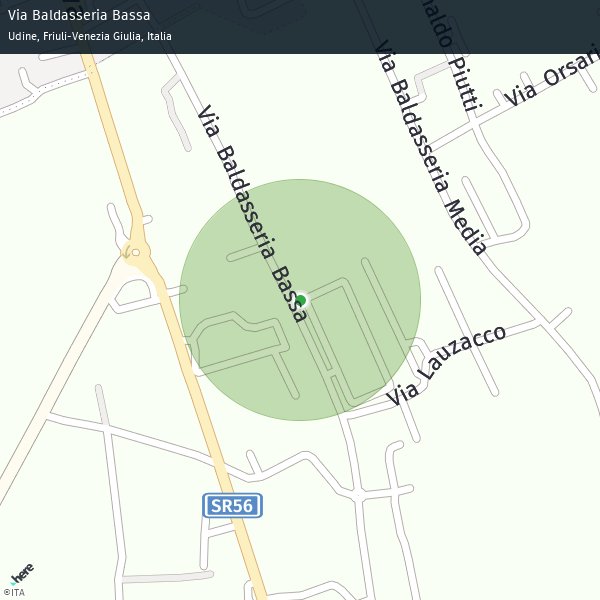 Via Baldasseria Bassa
Udine, Friuli-Venezia Giulia, Italia
Piutti
Via Orsari
Via Baldasseria Media
Via Baldasseria Bassa
Via Lauzacco
SR56
here
©ITA